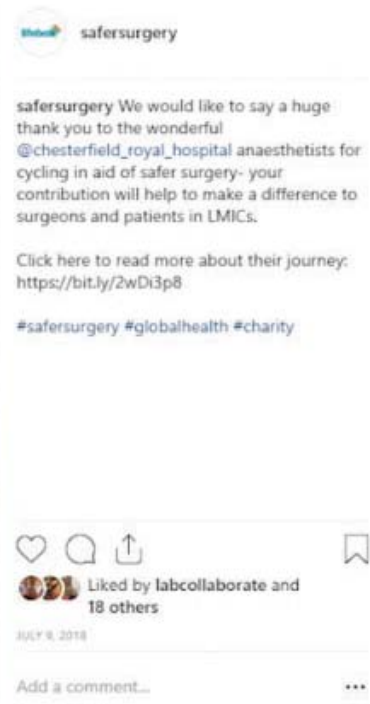 lifebox
safersurgery
safersurgery We would like to say a huge
thank you to the wonderful
@chesterfield_royal_hospital anaesthetists for
cycling in aid of safer surgery- your
contribution will help to make a difference to
surgeons and patients in LMICs.
Click here to read more about their journey:
https://bit.ly/2wDi3p8
#safersurgery #globalhealth #charity
Liked by labcollaborate and
18 others
JULY 9, 2018
Add a comment...